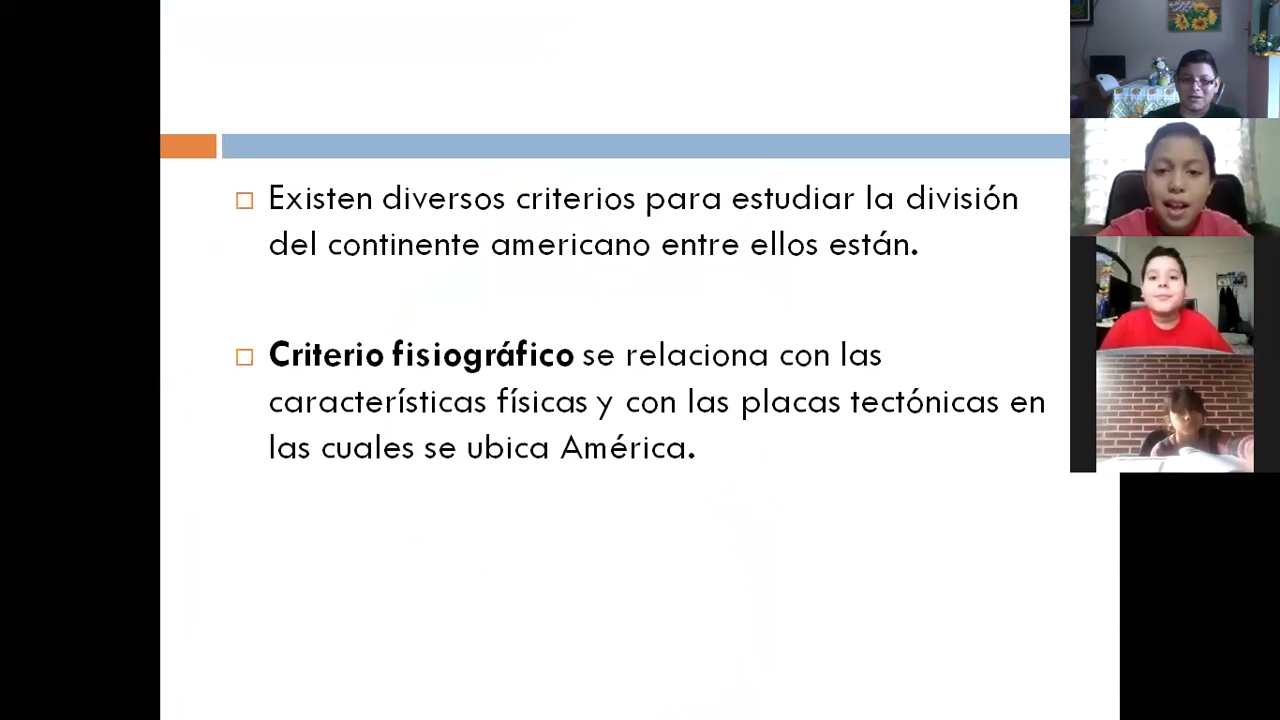 Existen diversos criterios para estudiar la división
del continente americano entre ellos están.
Criterio fisiográfico se relaciona con las
características físicas y con las placas tectónicas en
las cuales se ubica América.